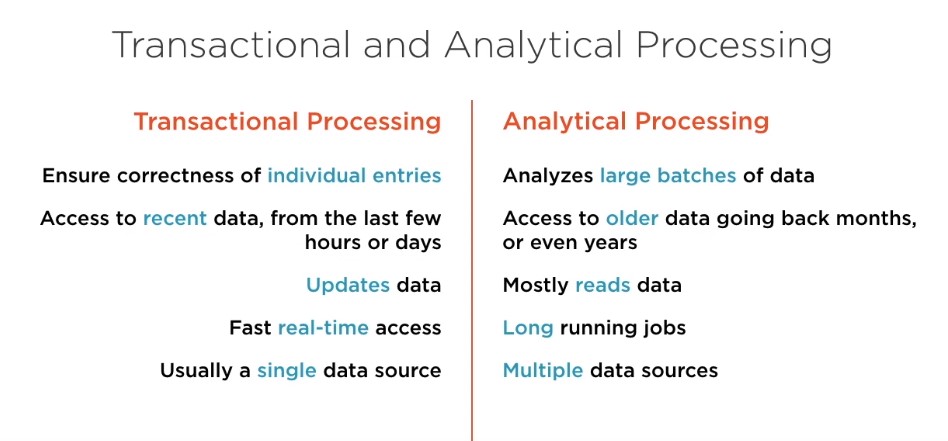 Transactional and Analytical Processing
Transactional Processing
Ensure correctness of individual entries
Access to recent data, from the last few
hours or days
Updates data
Fast real-time access
Usually a single data source
Analytical Processing
Analyzes large batches of data
Access to older data going back months,
or even years
Mostly reads data
Long running jobs
Multiple data sources